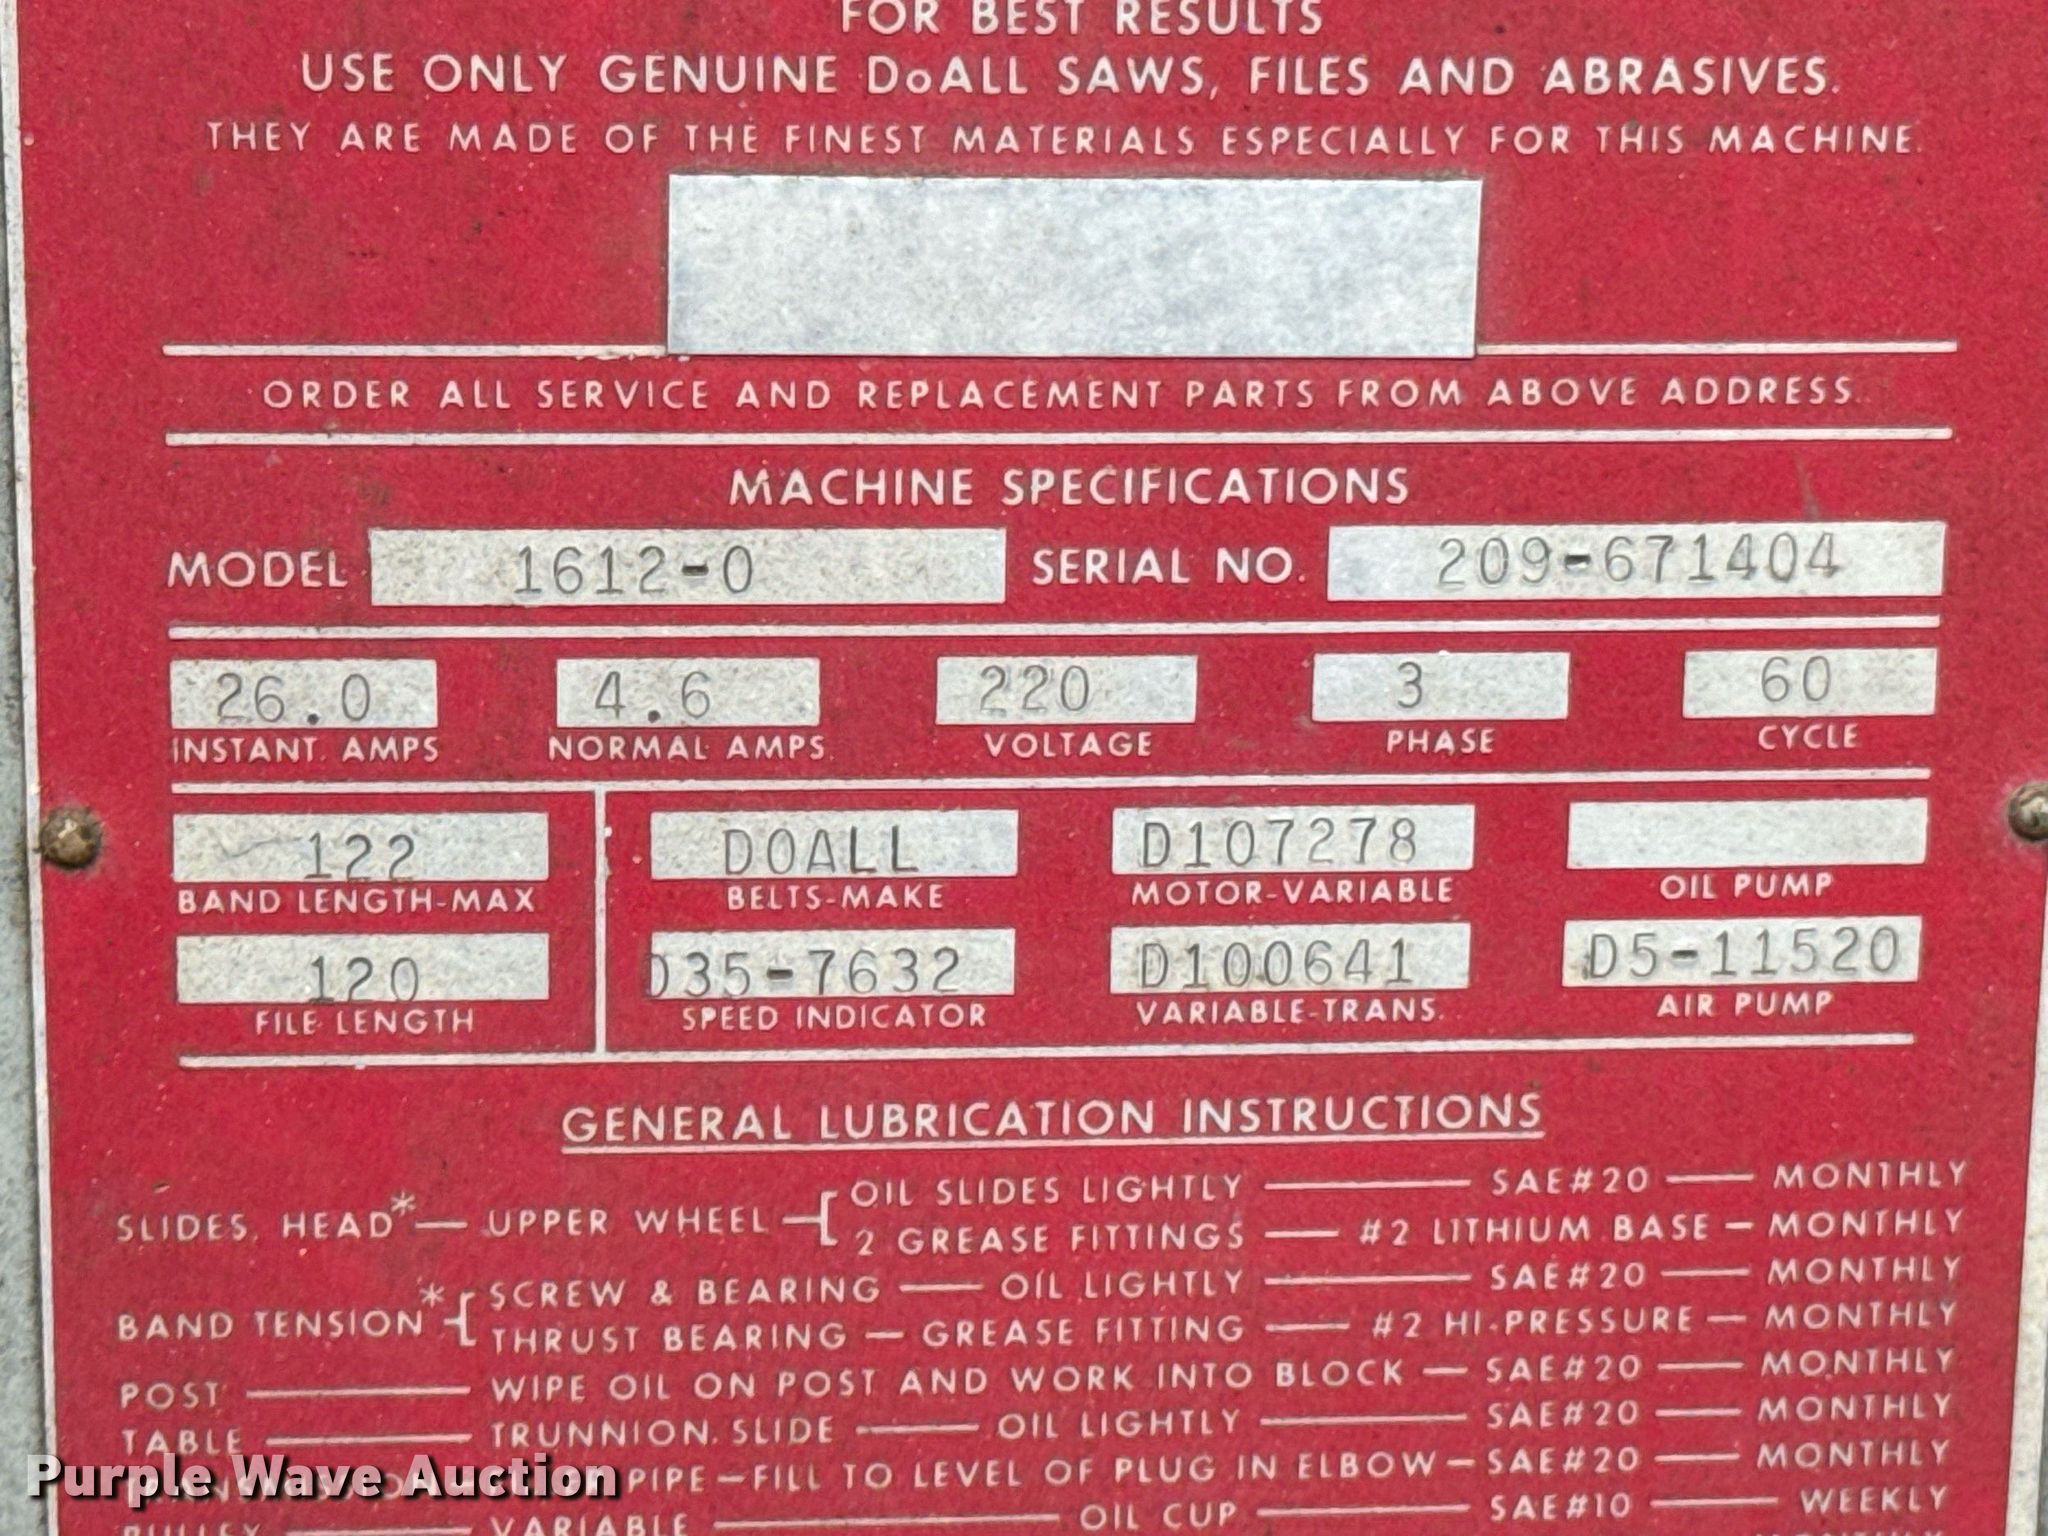 FOR BEST RESULTS
USE ONLY GENUINE DoALL SAWS, FILES AND ABRASIVES.
THEY ARE MADE OF THE FINEST MATERIALS ESPECIALLY FOR THIS MACHINE.
ORDER ALL SERVICE AND REPLACEMENT PARTS FROM ABOVE ADDRESS.
MACHINE SPECIFICATIONS
MODEL 1612-0 SERIAL NO. 209-671404
26.0 4.6 220 3 60
INSTANT. AMPS NORMAL AMPS. VOLTAGE PHASE CYCLE
122 DOALL D107278
BAND LENGTH-MAX BELTS-MAKE MOTOR-VARIABLE OIL PUMP
120 D35-7632 D100641 D5-11520
FILE LENGTH SPEED INDICATOR VARIABLE-TRANS. AIR PUMP
GENERAL LUBRICATION INSTRUCTIONS
SLIDES, HEAD* — UPPER WHEEL — OIL SLIDES LIGHTLY — SAE#20 — MONTHLY
2 GREASE FITTINGS — #2 LITHIUM BASE — MONTHLY
BAND TENSION* SCREW & BEARING — OIL LIGHTLY — SAE#20 — MONTHLY
THRUST BEARING — GREASE FITTING — #2 HI-PRESSURE — MONTHLY
POST — WIPE OIL ON POST AND WORK INTO BLOCK — SAE#20 — MONTHLY
TABLE — TRUNNION, SLIDE — OIL LIGHTLY — SAE#20 — MONTHLY
PIPE — FILL TO LEVEL OF PLUG IN ELBOW — SAE#20 — MONTHLY
PULLEY — VARIABLE — OIL CUP — SAE#10 — WEEKLY
Purple Wave Auction